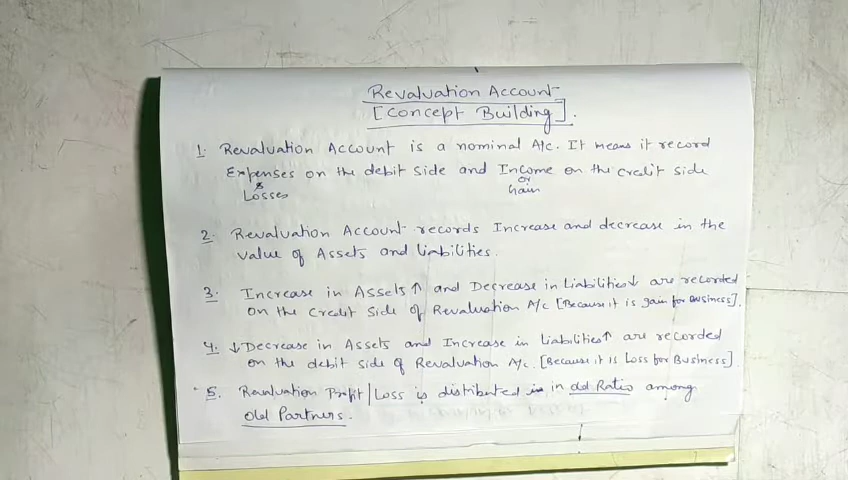 Revaluation Account
[Concept Building].
1. Revaluation Account is a nominal A/c. It means it record
Expenses on the debit side and Income on the credit side
& Losses or Gain
2. Revaluation Account records Increase and decrease in the
value of Assets and liabilities.
3. Increase in Assets↑ and Decrease in Liabilities↓ are recorded
on the credit side of Revaluation A/c [Because it is gain for Business].
4. ↓Decrease in Assets and Increase in Liabilities↑ are recorded
on the debit side of Revaluation A/c. [Because it is Loss for Business]
5. Revaluation Profit/Loss is distributed in old Ratio among
Old Partners.